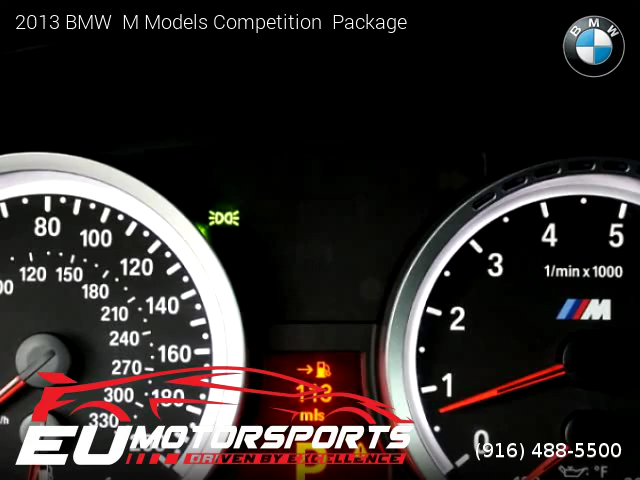 2013 BMW M Models Competition Package
BMW
80
100
120
140
160
180
120
150
180
210
240
270
300
330
113
mls
P
0
1
2
3
4
5
1/min x 1000
M
°F
EU MOTORSPORTS
DRIVEN BY EXCELLENCE
(916) 488-5500